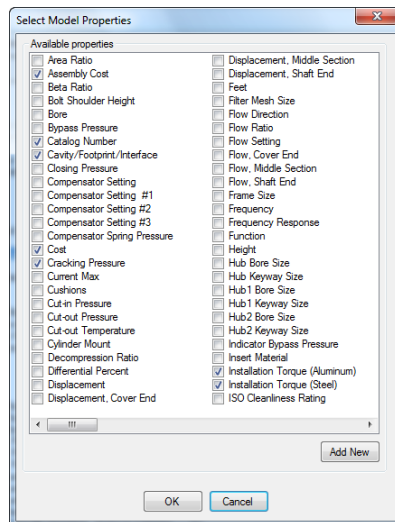 Select Model Properties
Available properties
Area Ratio
Assembly Cost
Beta Ratio
Bolt Shoulder Height
Bore
Bypass Pressure
Catalog Number
Cavity/Footprint/Interface
Closing Pressure
Compensator Setting
Compensator Setting #1
Compensator Setting #2
Compensator Setting #3
Compensator Spring Pressure
Cost
Cracking Pressure
Current Max
Cushions
Cut-in Pressure
Cut-out Pressure
Cut-out Temperature
Cylinder Mount
Decompression Ratio
Differential Percent
Displacement
Displacement, Cover End
Displacement, Middle Section
Displacement, Shaft End
Feet
Filter Mesh Size
Flow Direction
Flow Ratio
Flow Setting
Flow, Cover End
Flow, Middle Section
Flow, Shaft End
Frame Size
Frequency
Frequency Response
Function
Height
Hub Bore Size
Hub Keyway Size
Hub1 Bore Size
Hub1 Keyway Size
Hub2 Bore Size
Hub2 Keyway Size
Indicator Bypass Pressure
Insert Material
Installation Torque (Aluminum)
Installation Torque (Steel)
ISO Cleanliness Rating
Add New
OK
Cancel